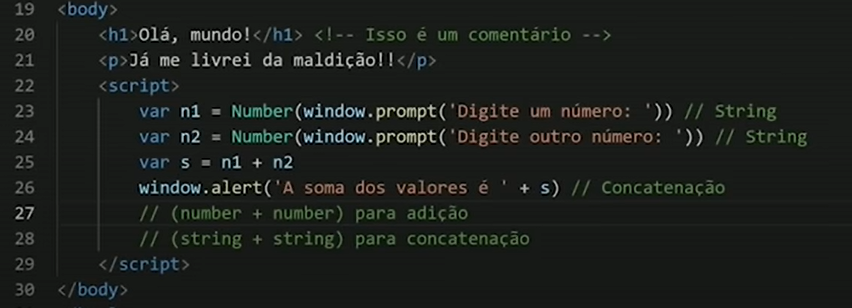 19 <body>
20 <h1>Olá, mundo!</h1> <!-- Isso é um comentário -->
21 <p>Já me livrei da maldição!!</p>
22 <script>
23 var n1 = Number(window.prompt('Digite um número: ')) // String
24 var n2 = Number(window.prompt('Digite outro número: ')) // String
25 var s = n1 + n2
26 window.alert('A soma dos valores é ' + s) // Concatenação
27 // (number + number) para adição
28 // (string + string) para concatenação
29 </script>
30 </body>